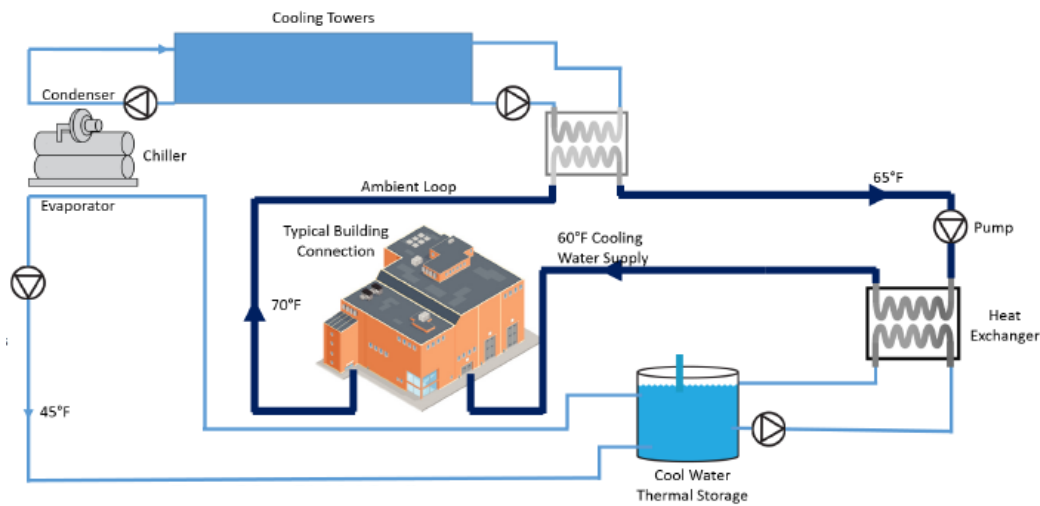 Cooling Towers
Condenser
Chiller
Evaporator
Ambient Loop
65°F
Typical Building
Connection
60°F Cooling
Water Supply
Pump
70°F
Heat
Exchanger
45°F
Cool Water
Thermal Storage